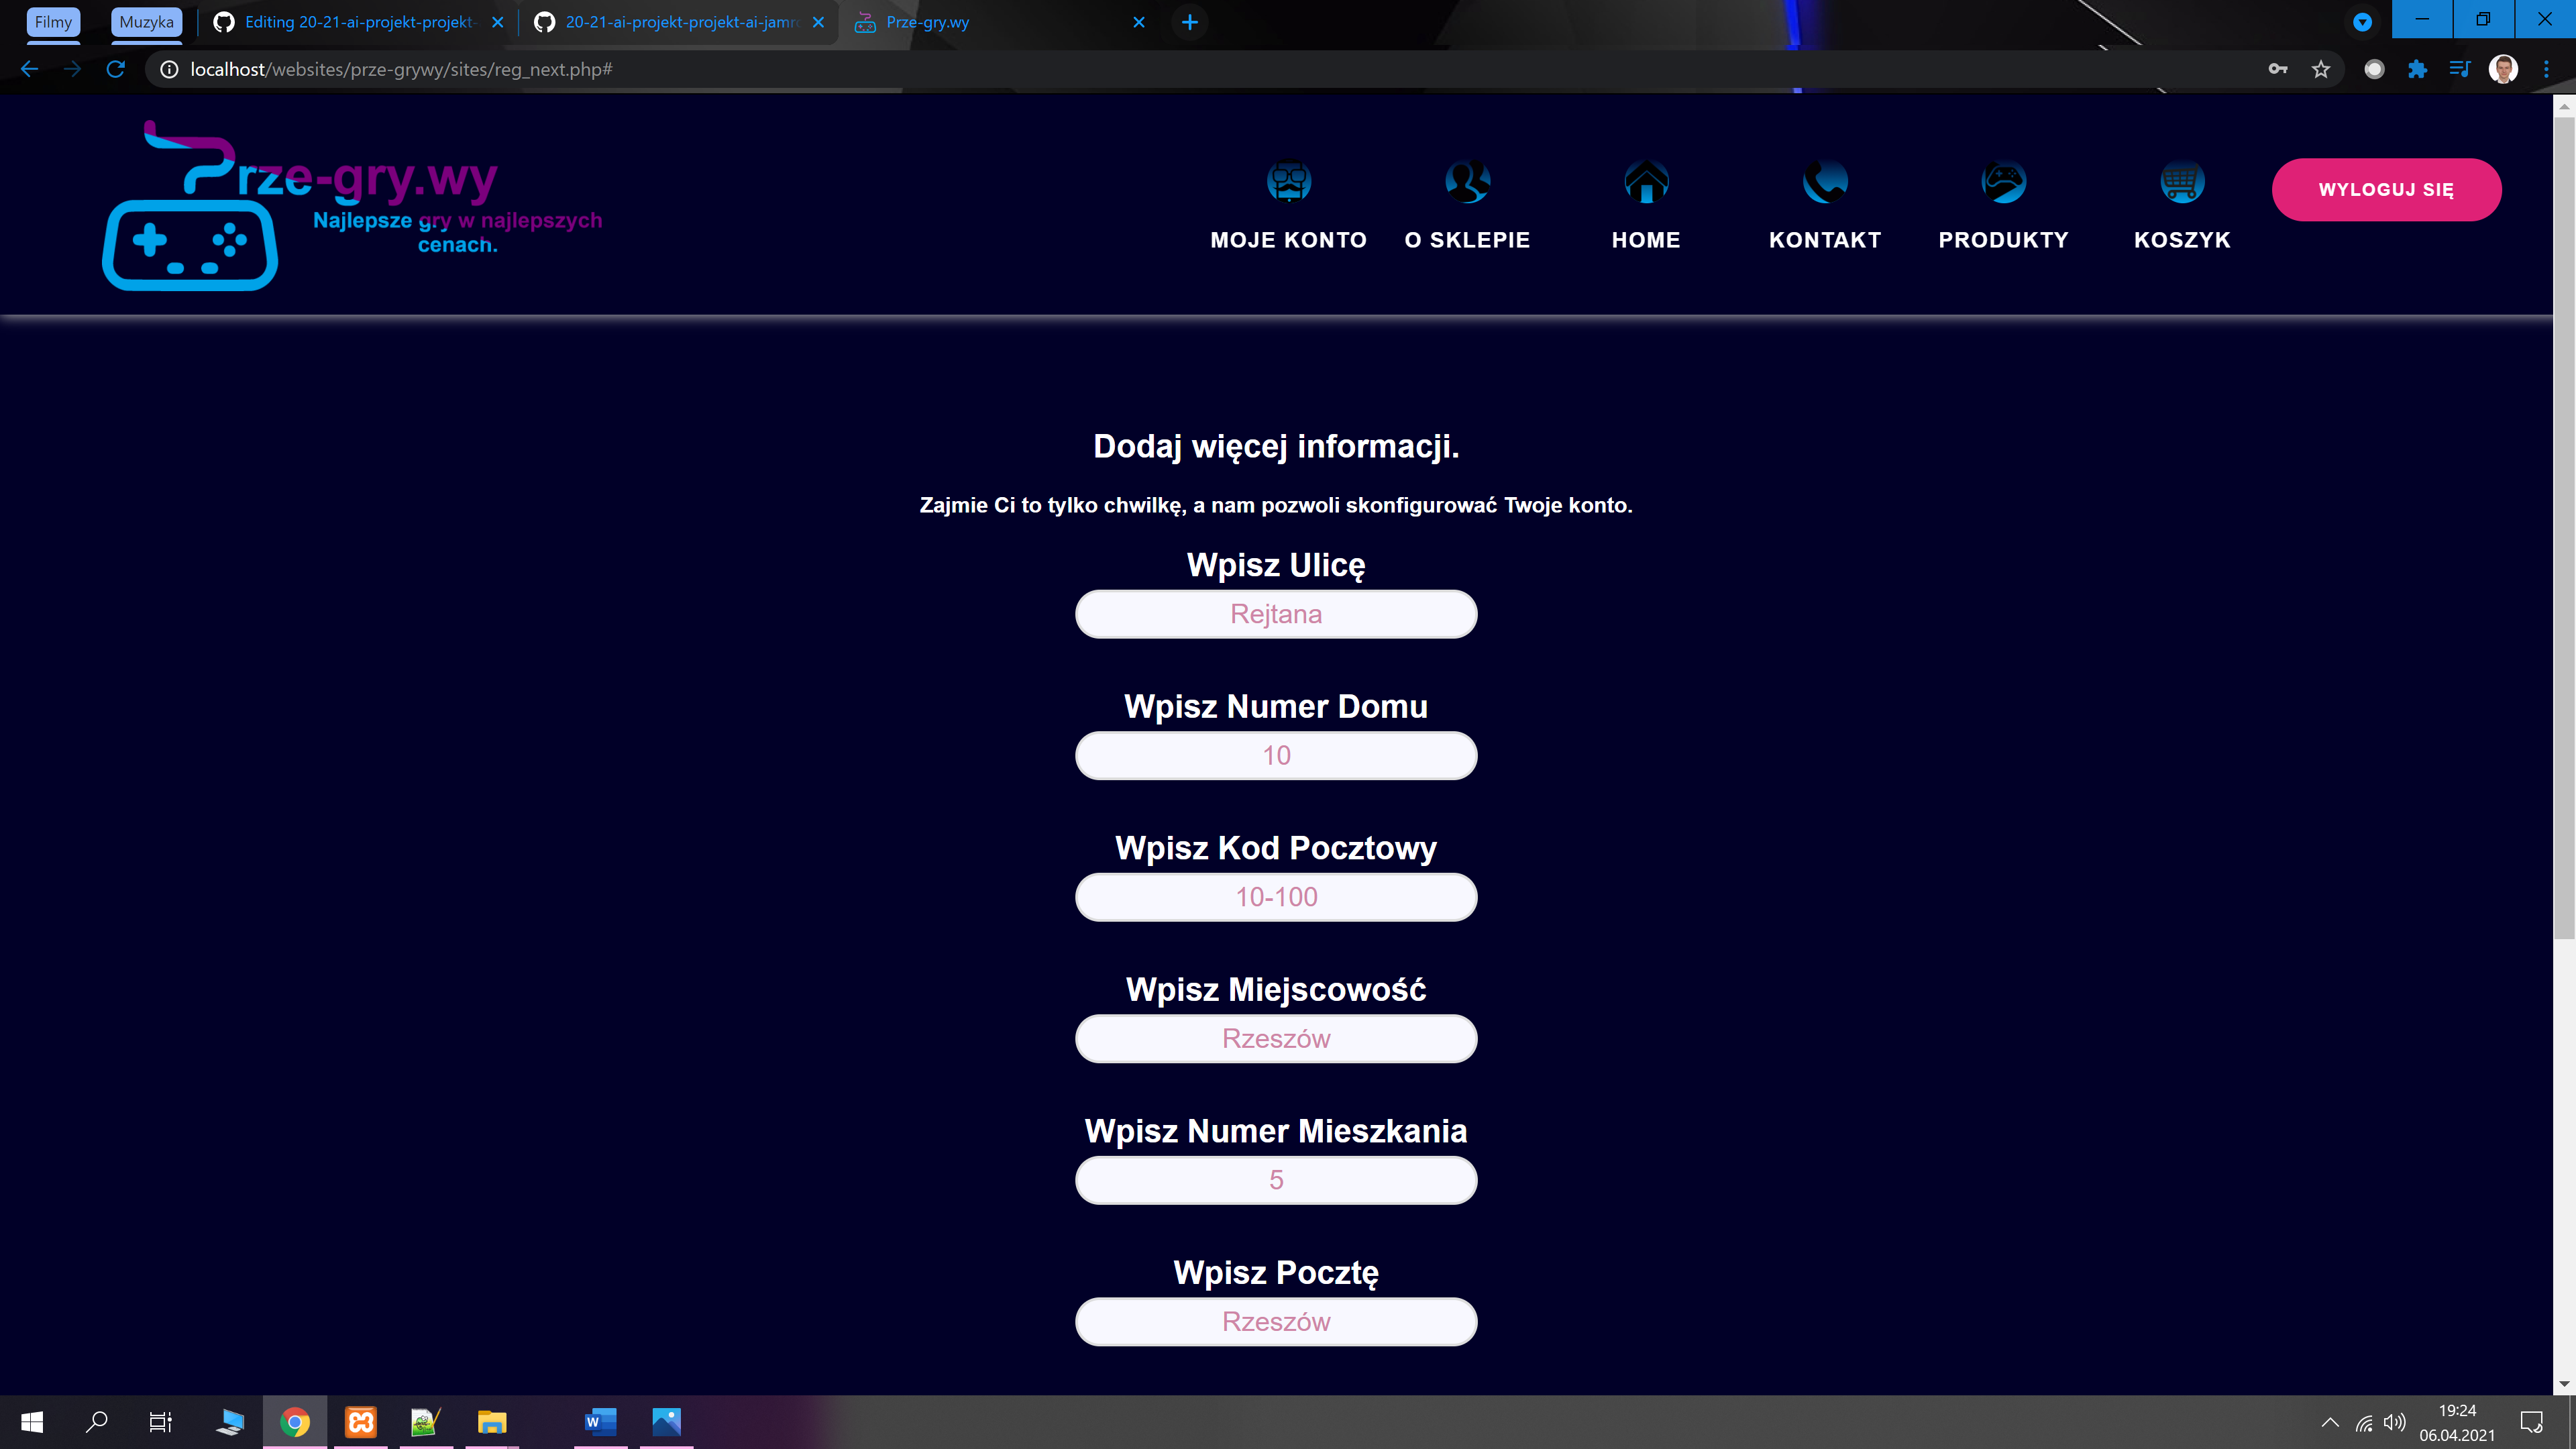 Filmy
Muzyka
Editing 20-21-ai-projekt-projekt-
20-21-ai-projekt-projekt-ai-jamr
Prze-gry.wy
localhost/websites/prze-grywy/sites/reg_next.php#
rze-gry.wy
Najlepsze gry w najlepszych
cenach.
MOJE KONTO
O SKLEPIE
HOME
KONTAKT
PRODUKTY
KOSZYK
WYLOGUJ SIĘ
Dodaj więcej informacji.
Zajmie Ci to tylko chwilkę, a nam pozwoli skonfigurować Twoje konto.
Wpisz Ulicę
Rejtana
Wpisz Numer Domu
10
Wpisz Kod Pocztowy
10-100
Wpisz Miejscowość
Rzeszów
Wpisz Numer Mieszkania
5
Wpisz Pocztę
Rzeszów
19:24
06.04.2021